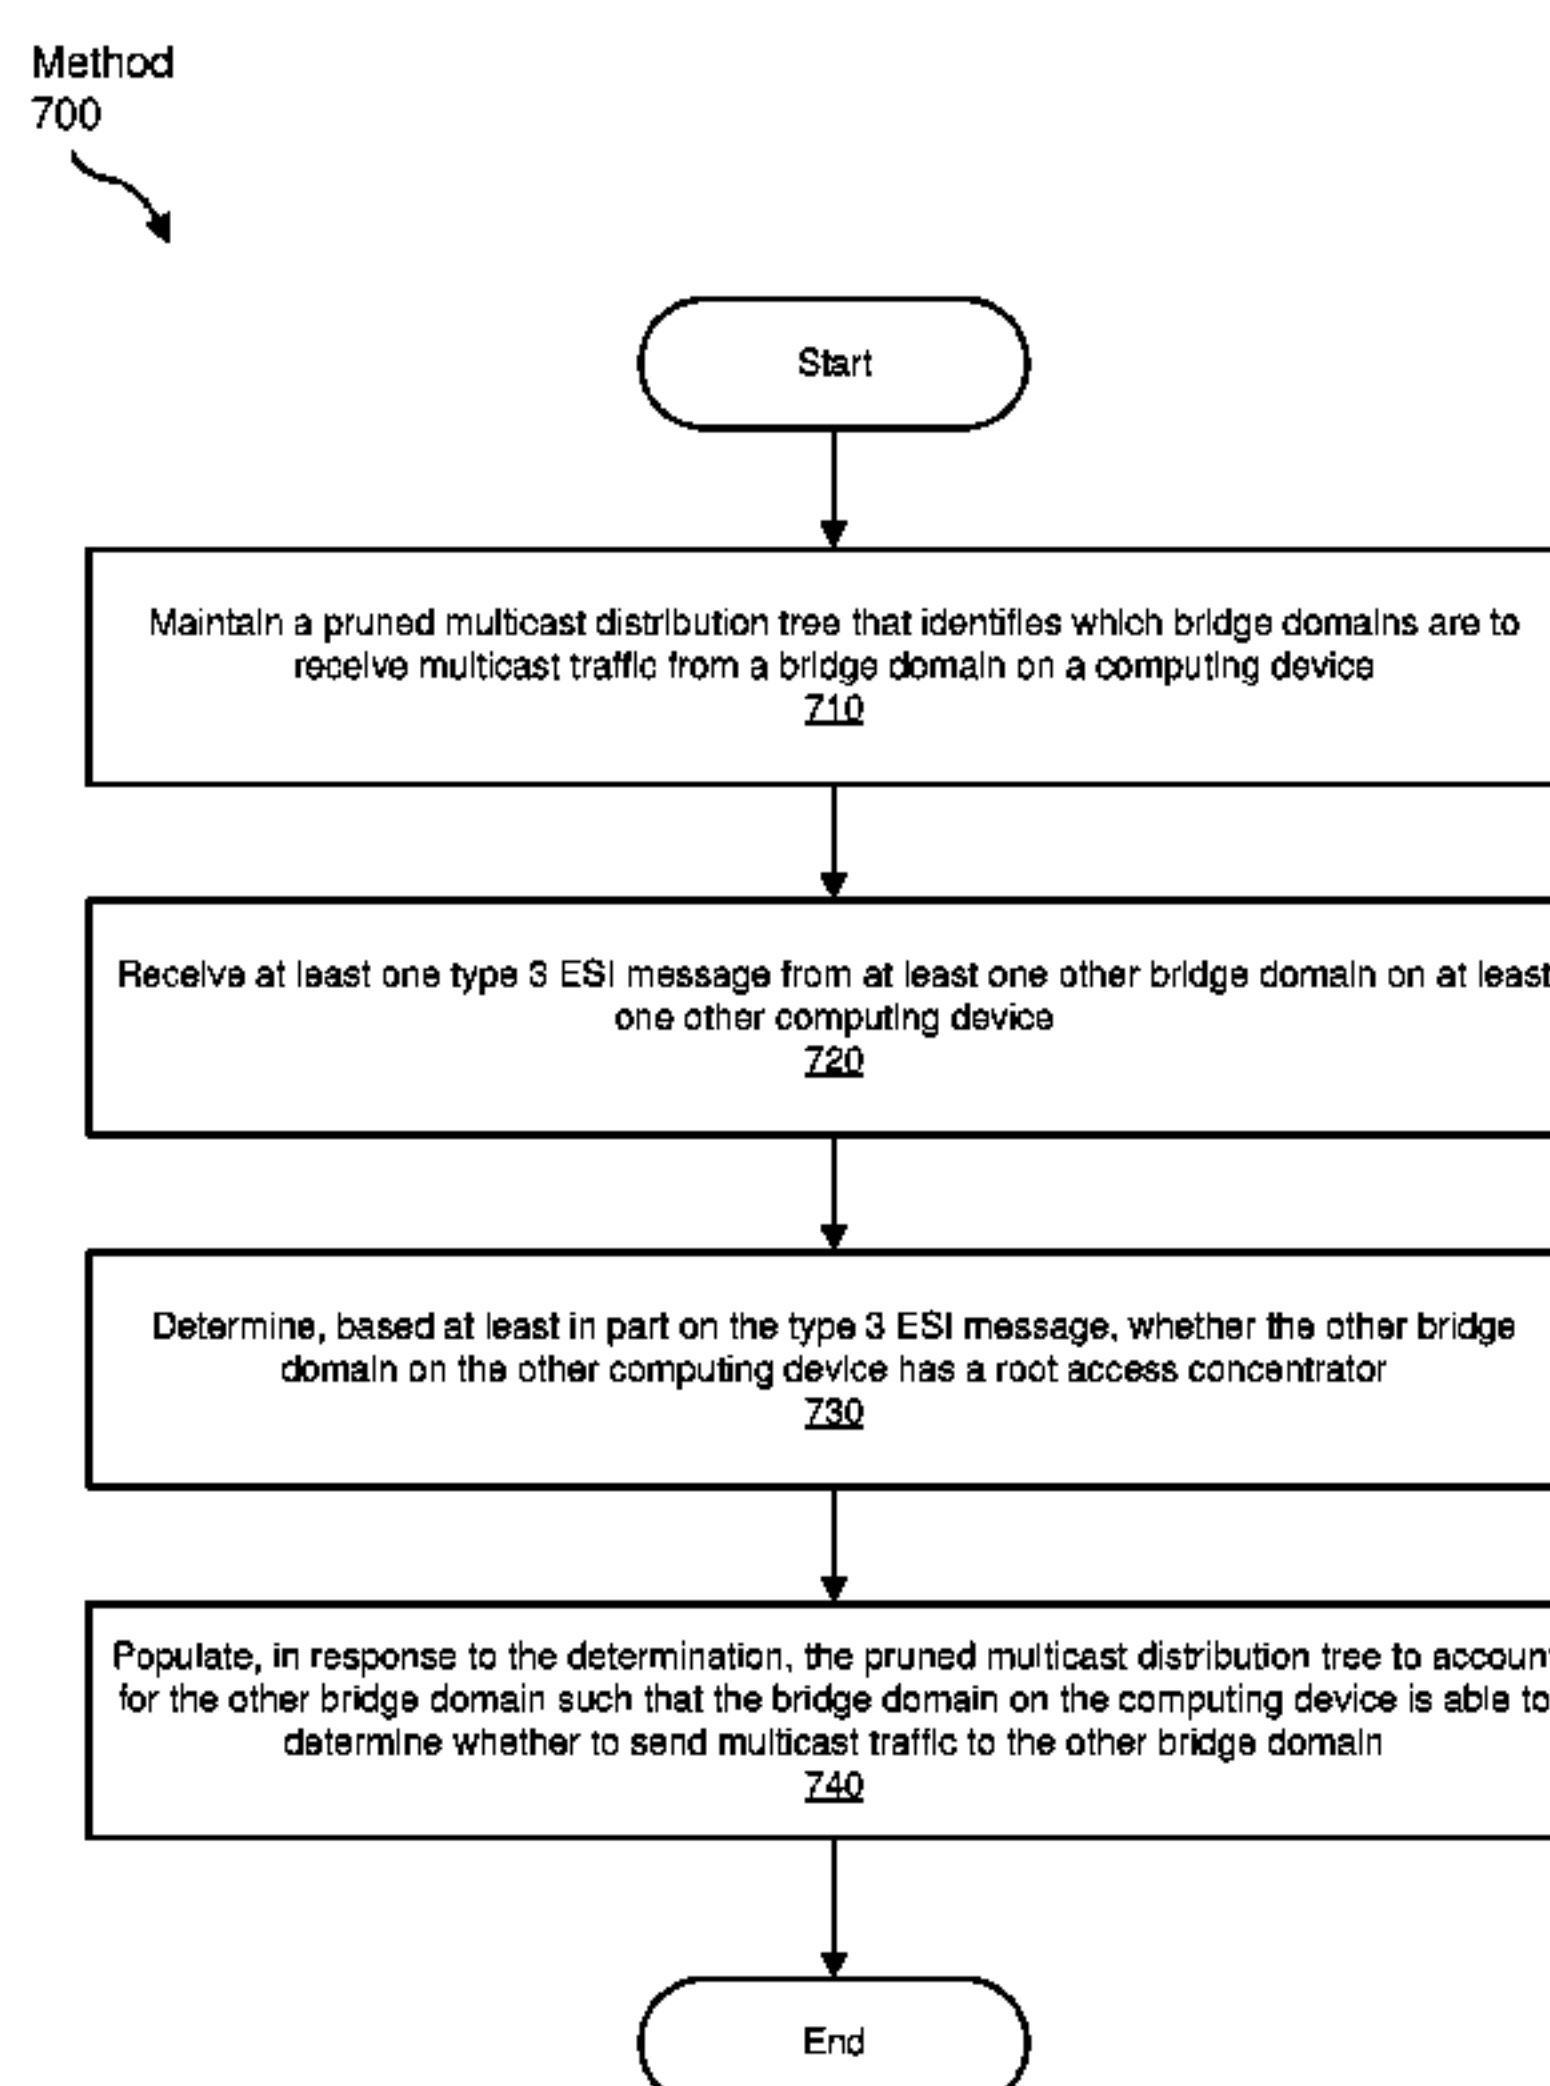 Method
700
Start
Maintain a pruned multicast distribution tree that identifies which bridge domains are to
receive multicast traffic from a bridge domain on a computing device
710
Receive at least one type 3 ESI message from at least one other bridge domain on at least
one other computing device
720
Determine, based at least in part on the type 3 ESI message, whether the other bridge
domain on the other computing device has a root access concentrator
730
Populate, in response to the determination, the pruned multicast distribution tree to account
for the other bridge domain such that the bridge domain on the computing device is able to
determine whether to send multicast traffic to the other bridge domain
740
End